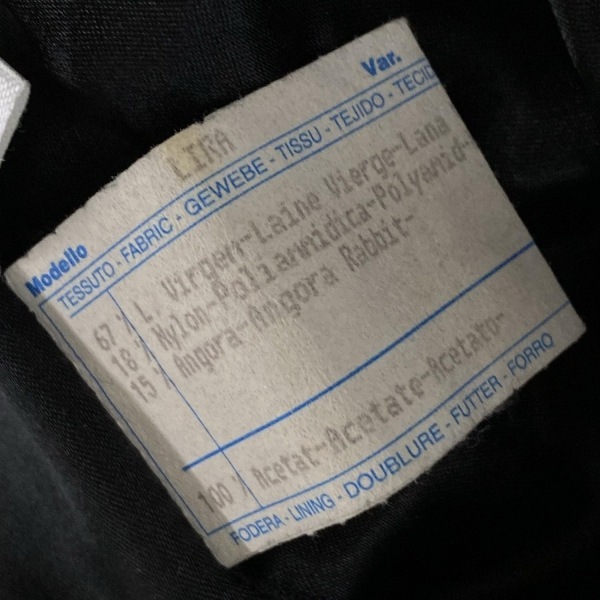 Modello LIRA Var.
TESSUTO - FABRIC - GEWEBE - TISSU - TEJIDO - TECID
67 % L. Virgen-Laine Vierge-Lana
18 % Nylon-Poliammidica-Polyamid-
15 % Angora-Angora Rabbit-
100 % Acetat-Acetate-Acetato-
FODERA - LINING - DOUBLURE - FUTTER - FORRO